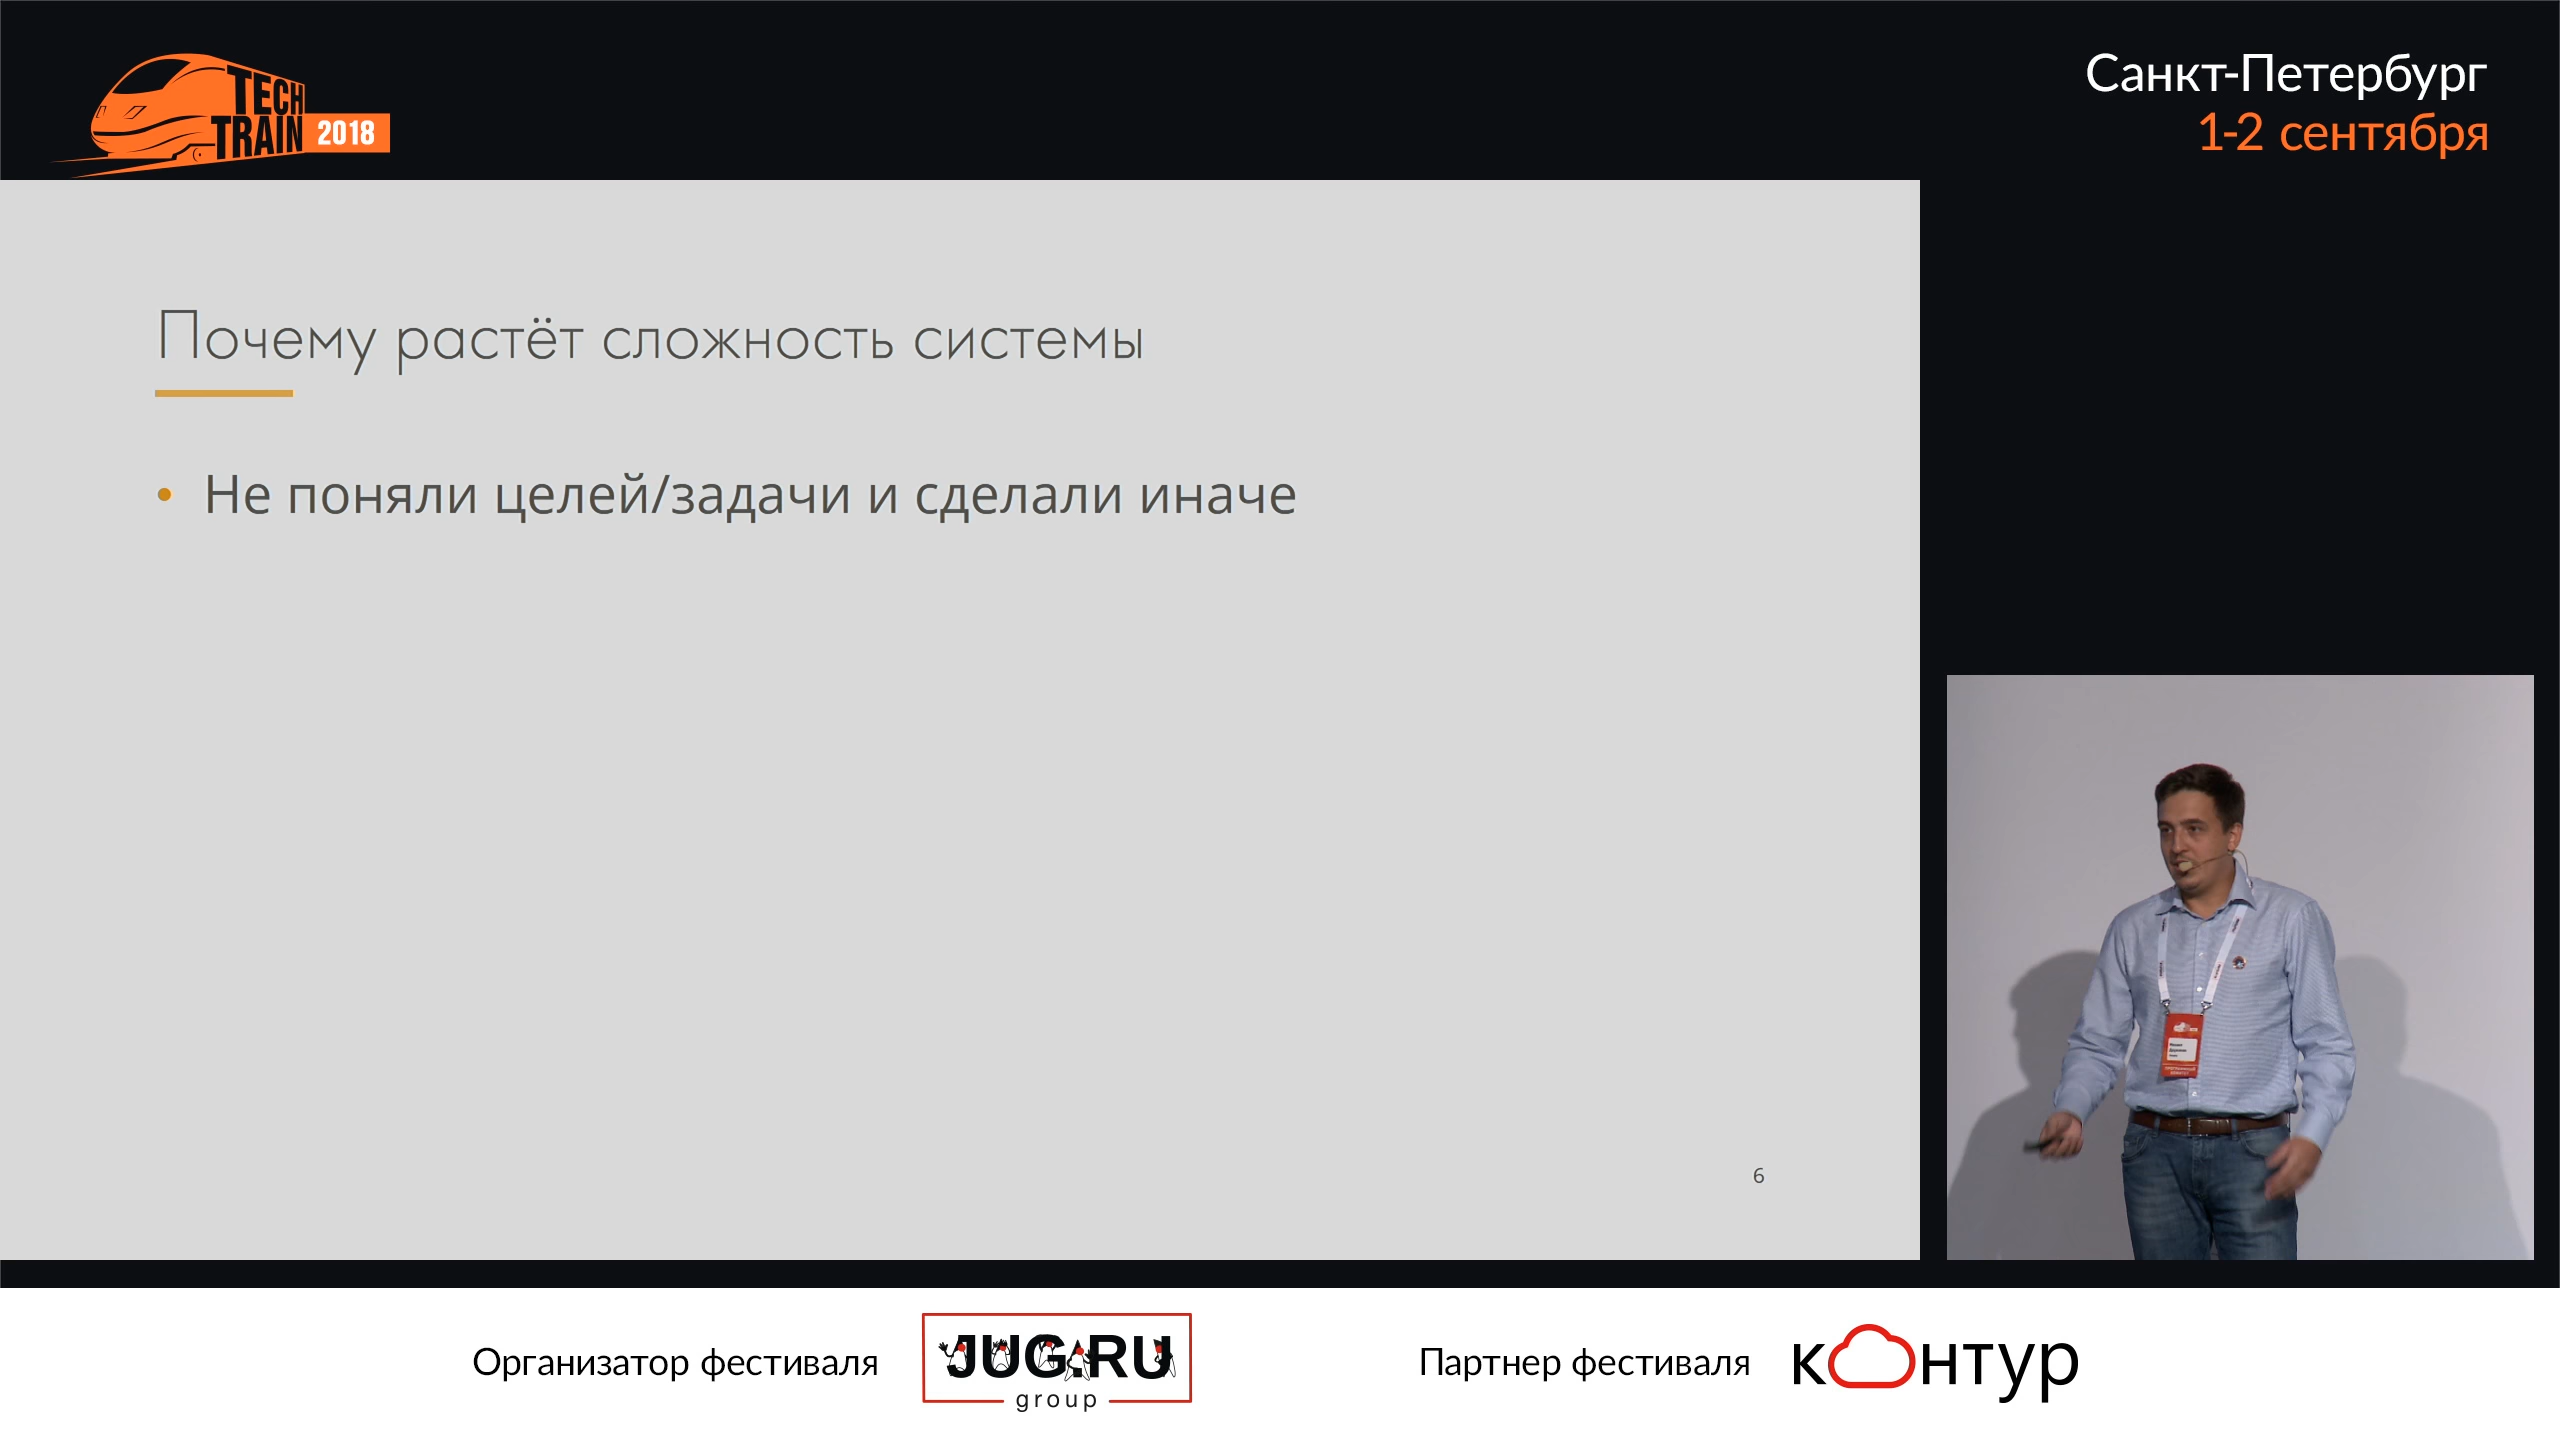 TECH
TRAIN 2018
Санкт-Петербург
1-2 сентября
Почему растёт сложность системы
• Не поняли целей/задачи и сделали иначе
6
Организатор фестиваля
JUG.RU
group
Партнер фестиваля
контур